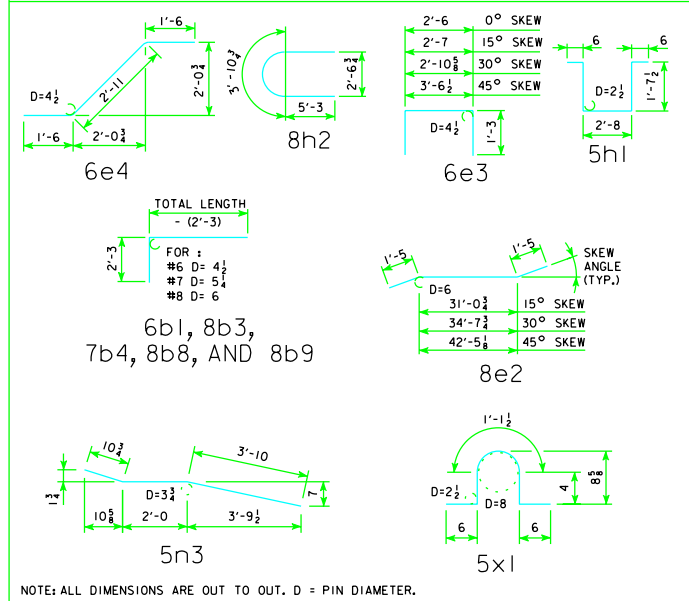 1'-6
D=4½
2'-11
2'-0¾
1'-6
2'-0¾
6e4
3'-10¾
2'-6¾
5'-3
8h2
2'-6 0° SKEW
2'-7 15° SKEW
2'-10⅝ 30° SKEW
3'-6½ 45° SKEW
D=4½
1'-3
6e3
6
6
D=2½
1'-7½
2'-8
5h1
TOTAL LENGTH
- (2'-3)
2'-3
FOR :
#6 D= 4½
#7 D= 5¼
#8 D= 6
6b1, 8b3,
7b4, 8b8, AND 8b9
1'-5
1'-5
SKEW
ANGLE
(TYP.)
D=6
31'-0¾ 15° SKEW
34'-7¾ 30° SKEW
42'-5⅛ 45° SKEW
8e2
10¾
3'-10
1¾
D=3¾
7
10⅝
2'-0
3'-9½
5n3
1'-1½
D=2½
D=8
4
8⅝
6
6
5x1
NOTE: ALL DIMENSIONS ARE OUT TO OUT. D = PIN DIAMETER.